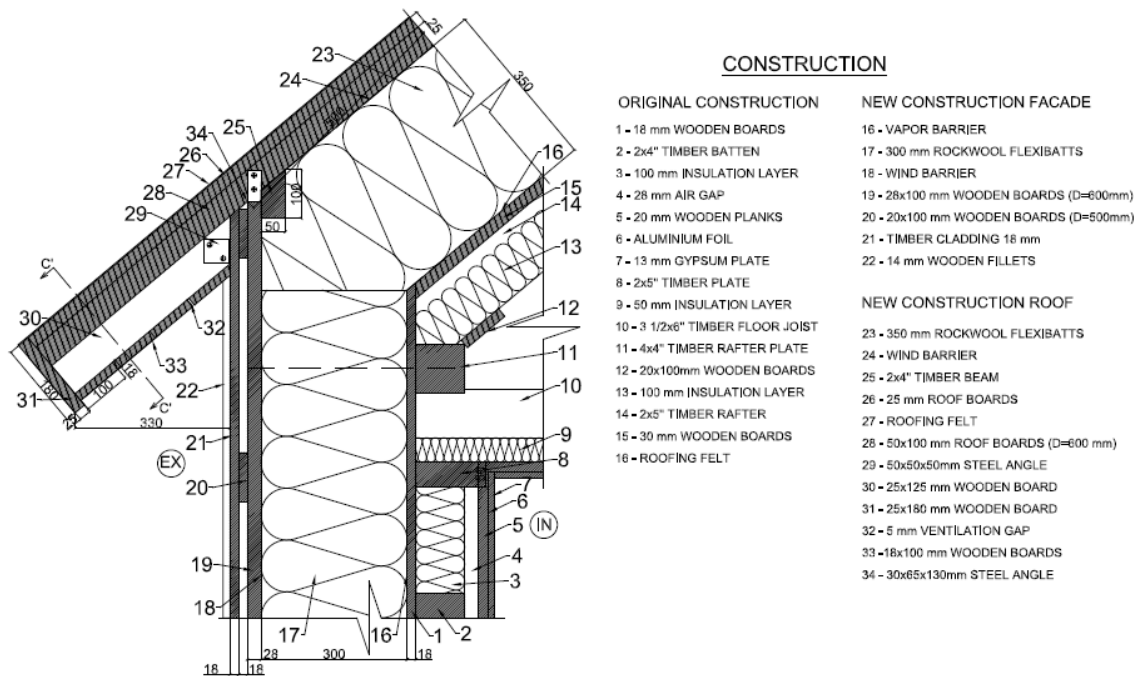 CONSTRUCTION
ORIGINAL CONSTRUCTION
1 - 18 mm WOODEN BOARDS
2 - 2x4" TIMBER BATTEN
3 - 100 mm INSULATION LAYER
4 - 28 mm AIR GAP
5 - 20 mm WOODEN PLANKS
6 - ALUMINIUM FOIL
7 - 13 mm GYPSUM PLATE
8 - 2x5" TIMBER PLATE
9 - 50 mm INSULATION LAYER
10 - 3 1/2x6" TIMBER FLOOR JOIST
11 - 4x4" TIMBER RAFTER PLATE
12 - 20x100mm WOODEN BOARDS
13 - 100 mm INSULATION LAYER
14 - 2x5" TIMBER RAFTER
15 - 30 mm WOODEN BOARDS
16 - ROOFING FELT
NEW CONSTRUCTION FACADE
16 - VAPOR BARRIER
17 - 300 mm ROCKWOOL FLEXIBATTS
18 - WIND BARRIER
19 - 28x100 mm WOODEN BOARDS (D=600mm)
20 - 20x100 mm WOODEN BOARDS (D=500mm)
21 - TIMBER CLADDING 18 mm
22 - 14 mm WOODEN FILLETS
NEW CONSTRUCTION ROOF
23 - 350 mm ROCKWOOL FLEXIBATTS
24 - WIND BARRIER
25 - 2x4" TIMBER BEAM
26 - 25 mm ROOF BOARDS
27 - ROOFING FELT
28 - 50x100 mm ROOF BOARDS (D=600 mm)
29 - 50x50x50mm STEEL ANGLE
30 - 25x125 mm WOODEN BOARD
31 - 25x180 mm WOODEN BOARD
32 - 5 mm VENTILATION GAP
33 -18x100 mm WOODEN BOARDS
34 - 30x65x130mm STEEL ANGLE
25
23
350
24
25
34
26
27
28
29
16
15
14
13
100
50
C'
30
32
33
12
11
10
31
25
100
18
C'
330
22
21
EX
20
9
8
7
6
5
IN
4
3
19
18
17
16
1
2
28
300
18
18
18